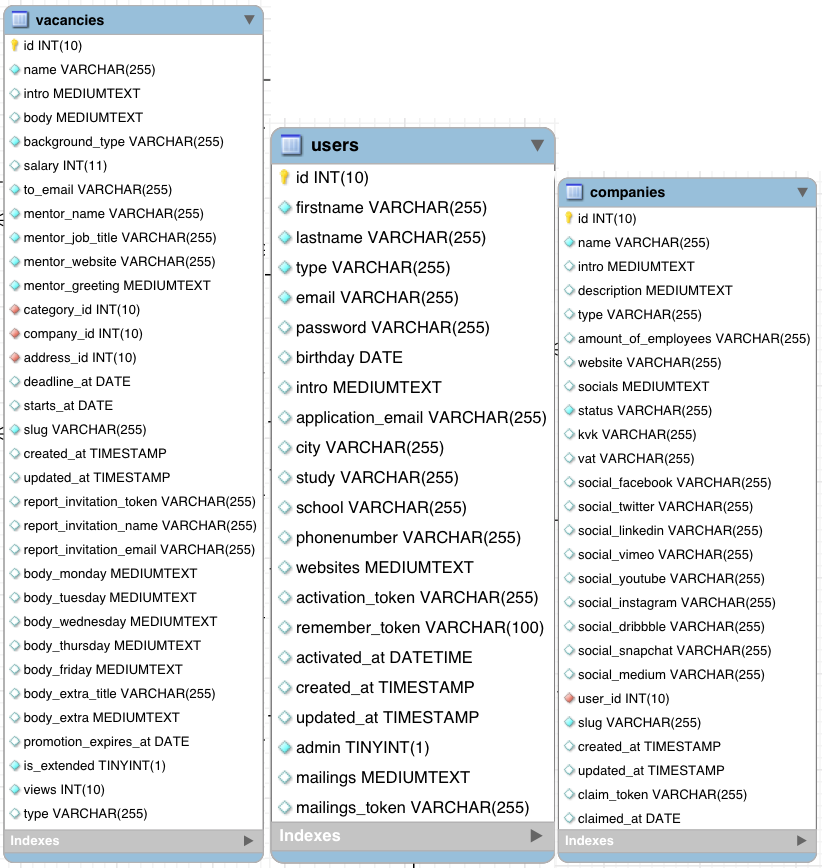 vacancies
id INT(10)
name VARCHAR(255)
intro MEDIUMTEXT
body MEDIUMTEXT
background_type VARCHAR(255)
salary INT(11)
to_email VARCHAR(255)
mentor_name VARCHAR(255)
mentor_job_title VARCHAR(255)
mentor_website VARCHAR(255)
mentor_greeting MEDIUMTEXT
category_id INT(10)
company_id INT(10)
address_id INT(10)
deadline_at DATE
starts_at DATE
slug VARCHAR(255)
created_at TIMESTAMP
updated_at TIMESTAMP
report_invitation_token VARCHAR(255)
report_invitation_name VARCHAR(255)
report_invitation_email VARCHAR(255)
body_monday MEDIUMTEXT
body_tuesday MEDIUMTEXT
body_wednesday MEDIUMTEXT
body_thursday MEDIUMTEXT
body_friday MEDIUMTEXT
body_extra_title VARCHAR(255)
body_extra MEDIUMTEXT
promotion_expires_at DATE
is_extended TINYINT(1)
views INT(10)
type VARCHAR(255)
Indexes
users
id INT(10)
firstname VARCHAR(255)
lastname VARCHAR(255)
type VARCHAR(255)
email VARCHAR(255)
password VARCHAR(255)
birthday DATE
intro MEDIUMTEXT
application_email VARCHAR(255)
city VARCHAR(255)
study VARCHAR(255)
school VARCHAR(255)
phonenumber VARCHAR(255)
websites MEDIUMTEXT
activation_token VARCHAR(255)
remember_token VARCHAR(100)
activated_at DATETIME
created_at TIMESTAMP
updated_at TIMESTAMP
admin TINYINT(1)
mailings MEDIUMTEXT
mailings_token VARCHAR(255)
Indexes
companies
id INT(10)
name VARCHAR(255)
intro MEDIUMTEXT
description MEDIUMTEXT
type VARCHAR(255)
amount_of_employees VARCHAR(255)
website VARCHAR(255)
socials MEDIUMTEXT
status VARCHAR(255)
kvk VARCHAR(255)
vat VARCHAR(255)
social_facebook VARCHAR(255)
social_twitter VARCHAR(255)
social_linkedin VARCHAR(255)
social_vimeo VARCHAR(255)
social_youtube VARCHAR(255)
social_instagram VARCHAR(255)
social_dribbble VARCHAR(255)
social_snapchat VARCHAR(255)
social_medium VARCHAR(255)
user_id INT(10)
slug VARCHAR(255)
created_at TIMESTAMP
updated_at TIMESTAMP
claim_token VARCHAR(255)
claimed_at DATE
Indexes